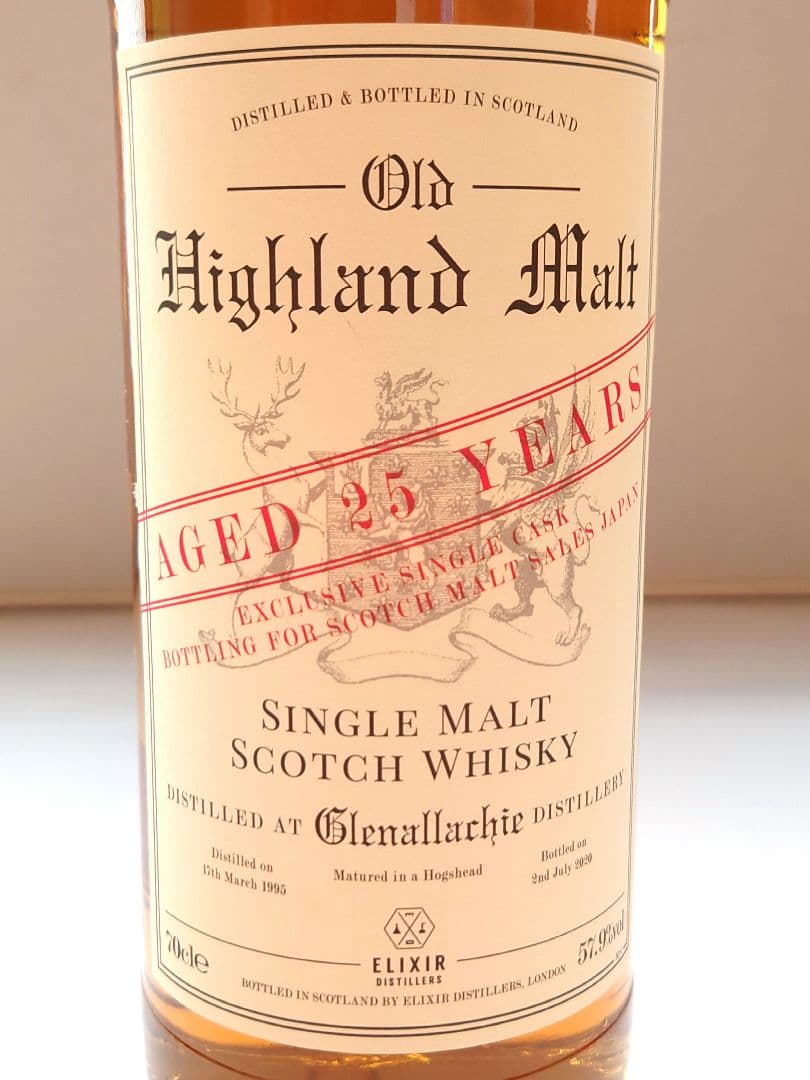 DISTILLED & BOTTLED IN SCOTLAND
Old
Highland Malt
AGED 25 YEARS
EXCLUSIVE SINGLE CASK
BOTTLING FOR SCOTCH MALT SALES JAPAN
SINGLE MALT
SCOTCH WHISKY
DISTILLED AT Glenallachie DISTILLERY
Distilled on
17th March 1995
Matured in a Hogshead
Bottled on
2nd July 2020
70cle
ELIXIR
DISTILLERS
57.9%vol
BOTTLED IN SCOTLAND BY ELIXIR DISTILLERS, LONDON